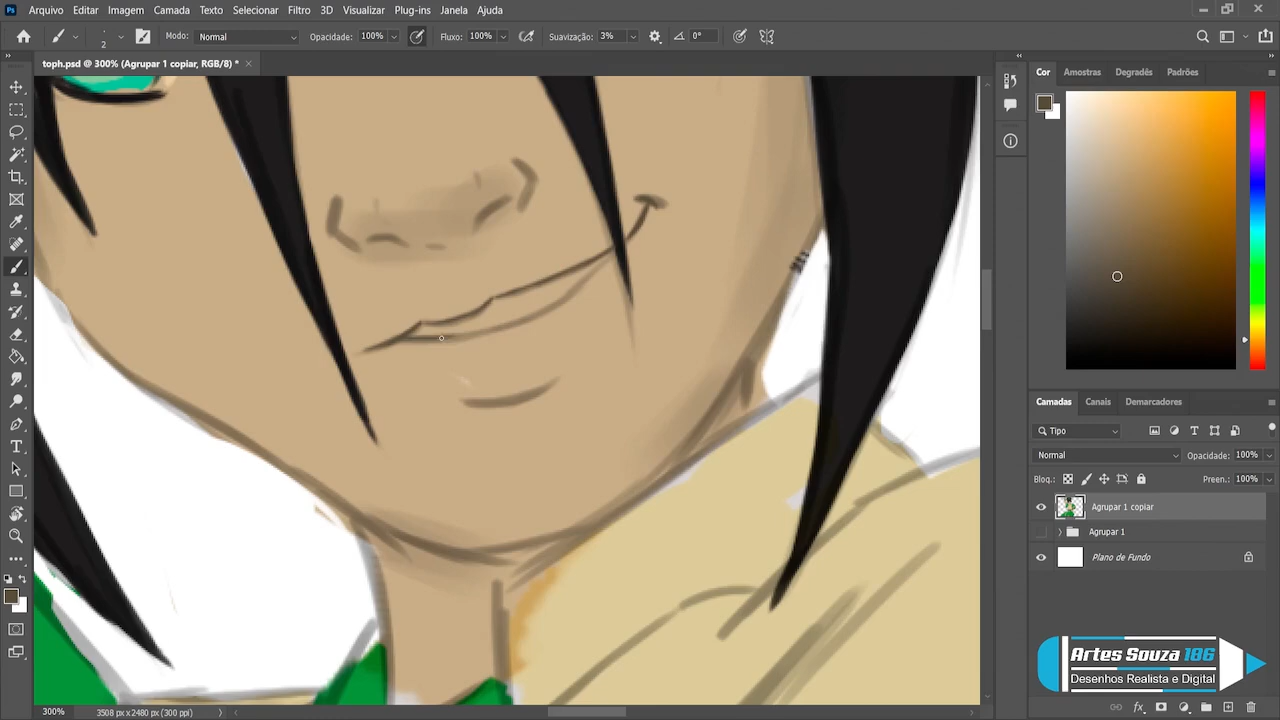 Ps Arquivo Editar Imagem Camada Texto Selecionar Filtro 3D Visualizar Plug-ins Janela Ajuda
2 Modo: Normal Opacidade: 100% Fluxo: 100% Suavização: 3% 0°
toph.psd @ 300% (Agrupar 1 copiar, RGB/8) *
Cor Amostras Degradês Padrões
Camadas Canais Demarcadores
Tipo
Normal Opacidade: 100%
Bloq.: Preen.: 100%
Agrupar 1 copiar
Agrupar 1
Plano de Fundo
Artes Souza 186
Desenhos Realista e Digital
300% 3508 px x 2480 px (300 ppi)